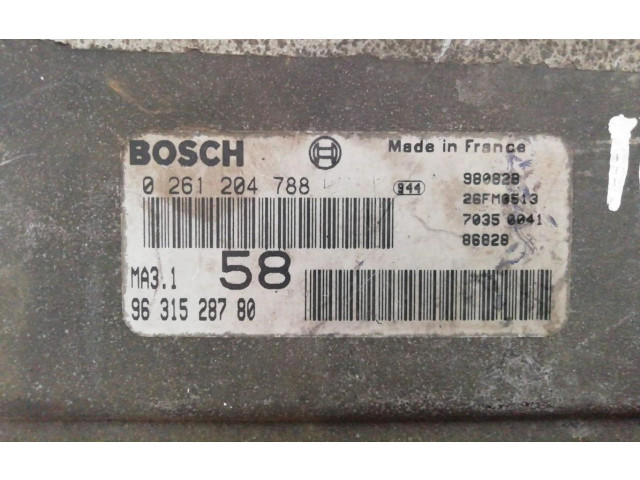 BOSCH
Made in France
0 261 204 788
944
980828
26FM0513
7035 0041
86828
MA3.1
58
96 315 287 80